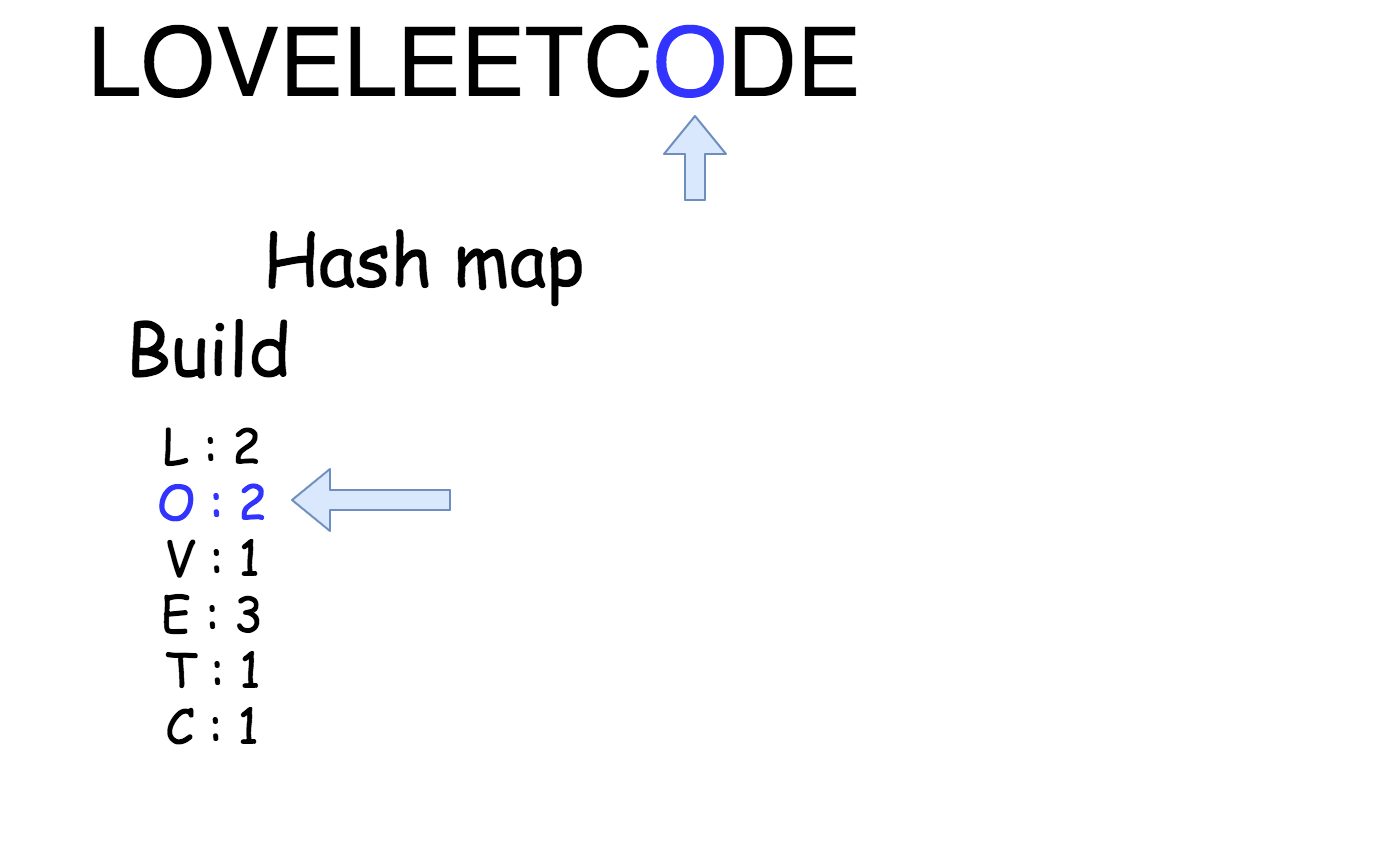 LOVELEETCODE
Hash map
Build
L : 2
O : 2
V : 1
E : 3
T : 1
C : 1